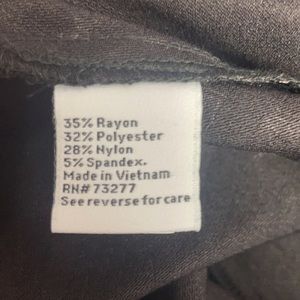 35% Rayon
32% Polyester
28% Nylon
5% Spandex.
Made in Vietnam
RN# 73277
See reverse for care